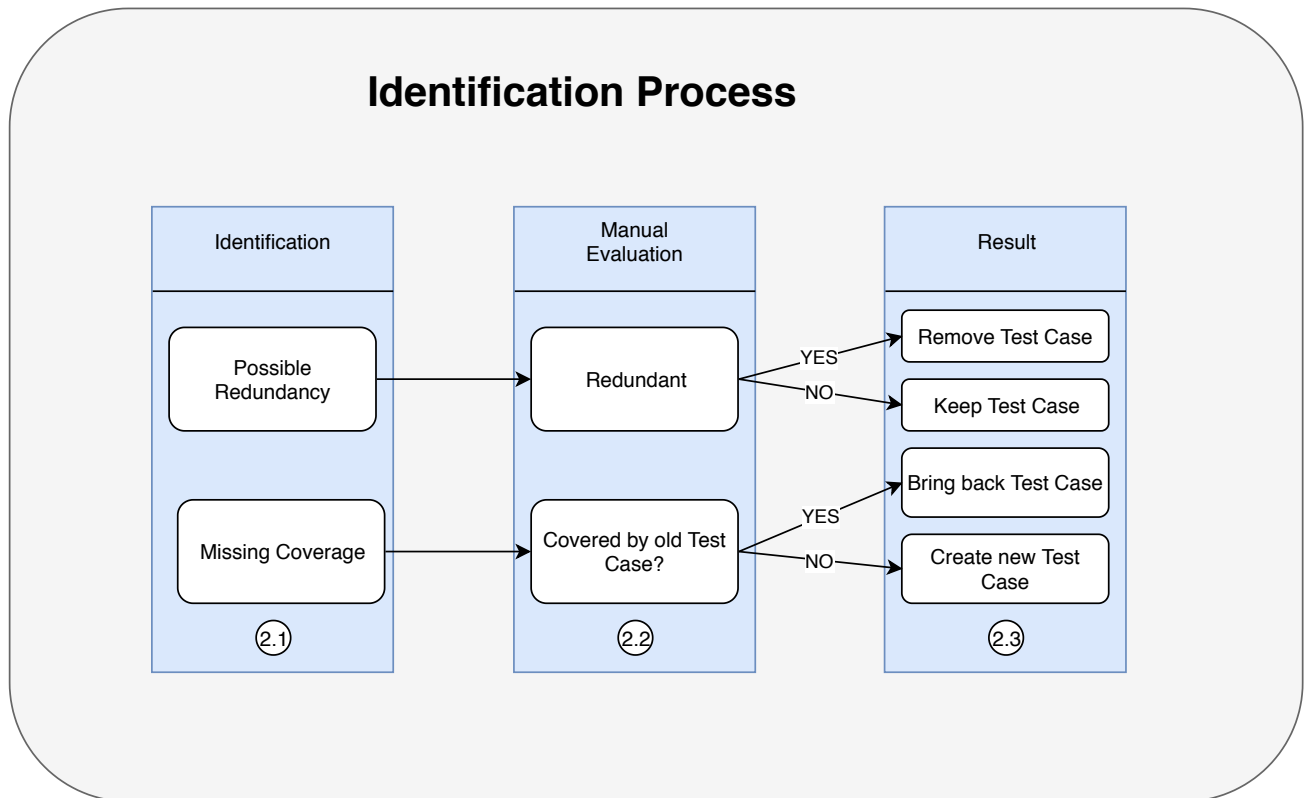 Identification Process
Identification
Manual
Evaluation
Result
Possible
Redundancy
Redundant
YES
NO
Remove Test Case
Keep Test Case
Missing Coverage
Covered by old Test
Case?
YES
NO
Bring back Test Case
Create new Test
Case
2.1
2.2
2.3